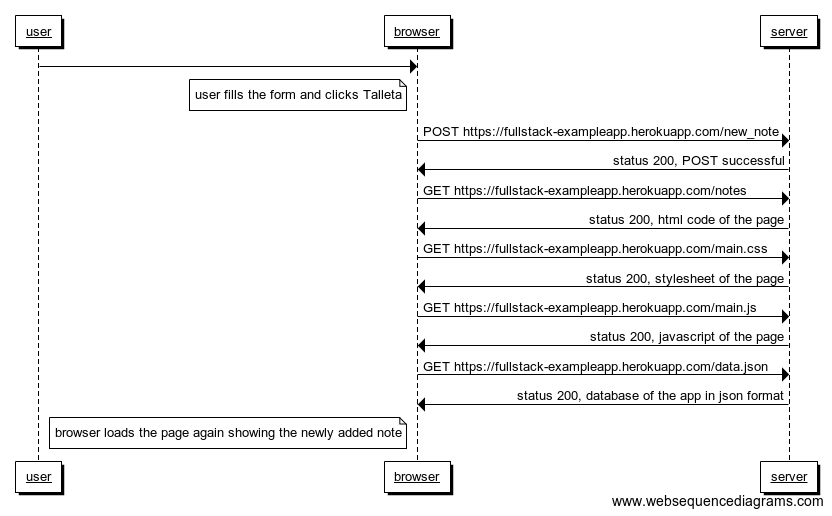 user
browser
server
user fills the form and clicks Talleta
POST https://fullstack-exampleapp.herokuapp.com/new_note
status 200, POST successful
GET https://fullstack-exampleapp.herokuapp.com/notes
status 200, html code of the page
GET https://fullstack-exampleapp.herokuapp.com/main.css
status 200, stylesheet of the page
GET https://fullstack-exampleapp.herokuapp.com/main.js
status 200, javascript of the page
GET https://fullstack-exampleapp.herokuapp.com/data.json
status 200, database of the app in json format
browser loads the page again showing the newly added note
user
browser
server
www.websequencediagrams.com